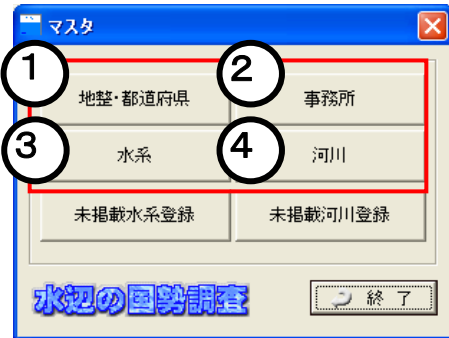 マスタ
1 地整・都道府県 2 事務所
3 水系 4 河川
未掲載水系登録 未掲載河川登録
水辺の国勢調査 終了